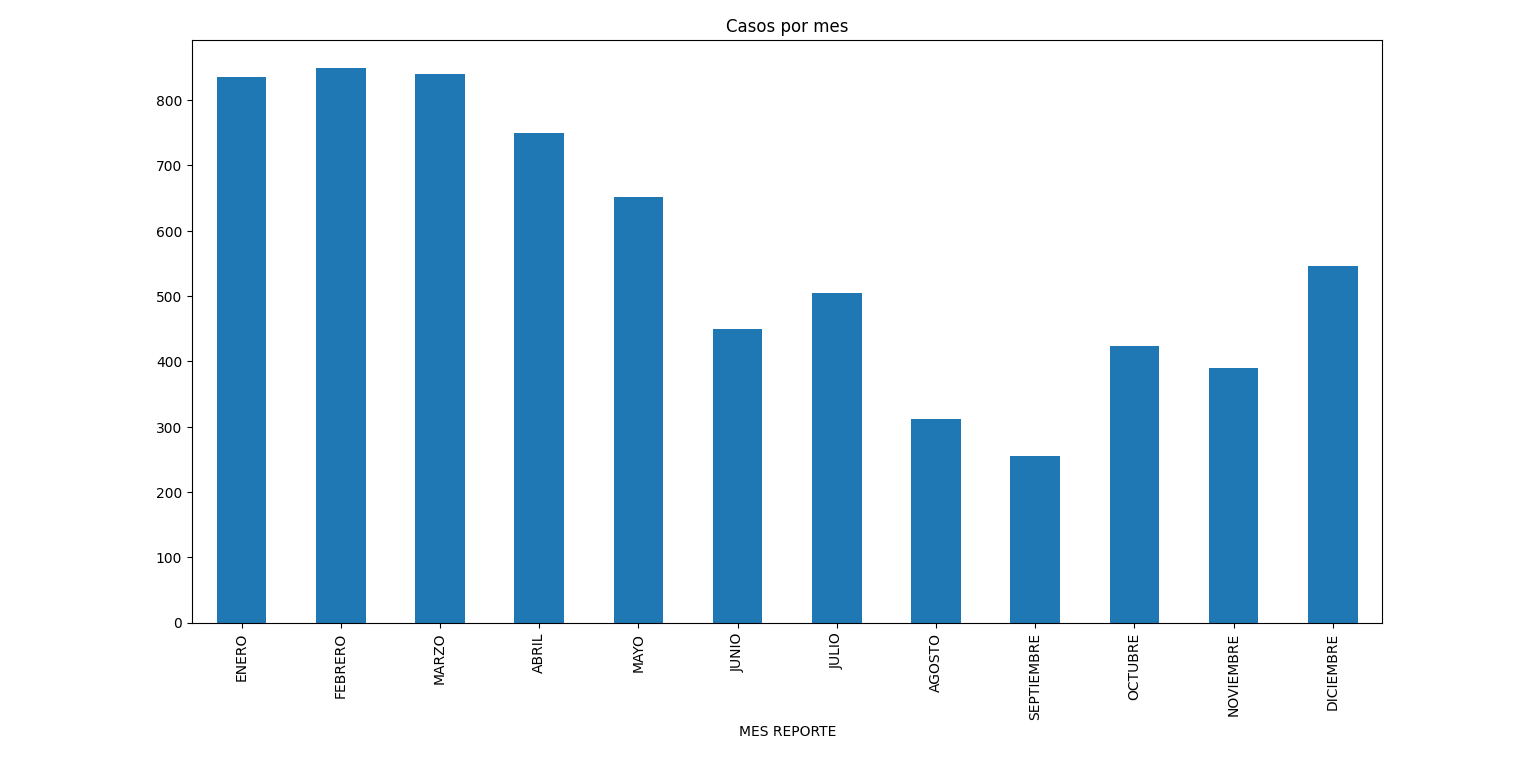 Casos por mes
800
700
600
500
400
300
200
100
0
ENERO
FEBRERO
MARZO
ABRIL
MAYO
JUNIO
JULIO
AGOSTO
SEPTIEMBRE
OCTUBRE
NOVIEMBRE
DICIEMBRE
MES REPORTE